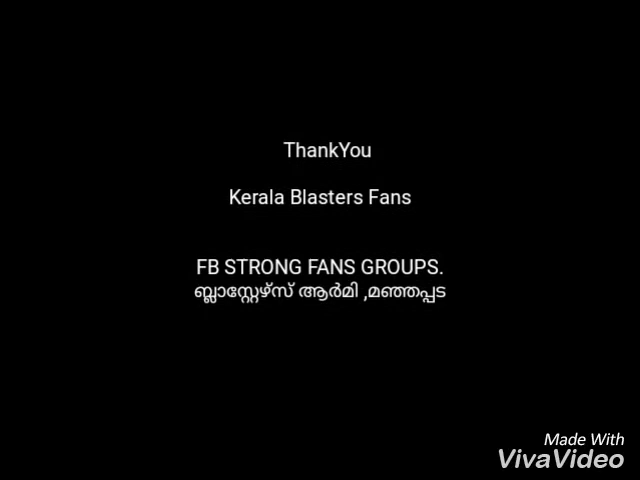 ThankYou
Kerala Blasters Fans
FB STRONG FANS GROUPS.
ബ്ലാസ്റ്റേഴ്സ് ആർമി ,മഞ്ഞപ്പട
Made With
VivaVideo